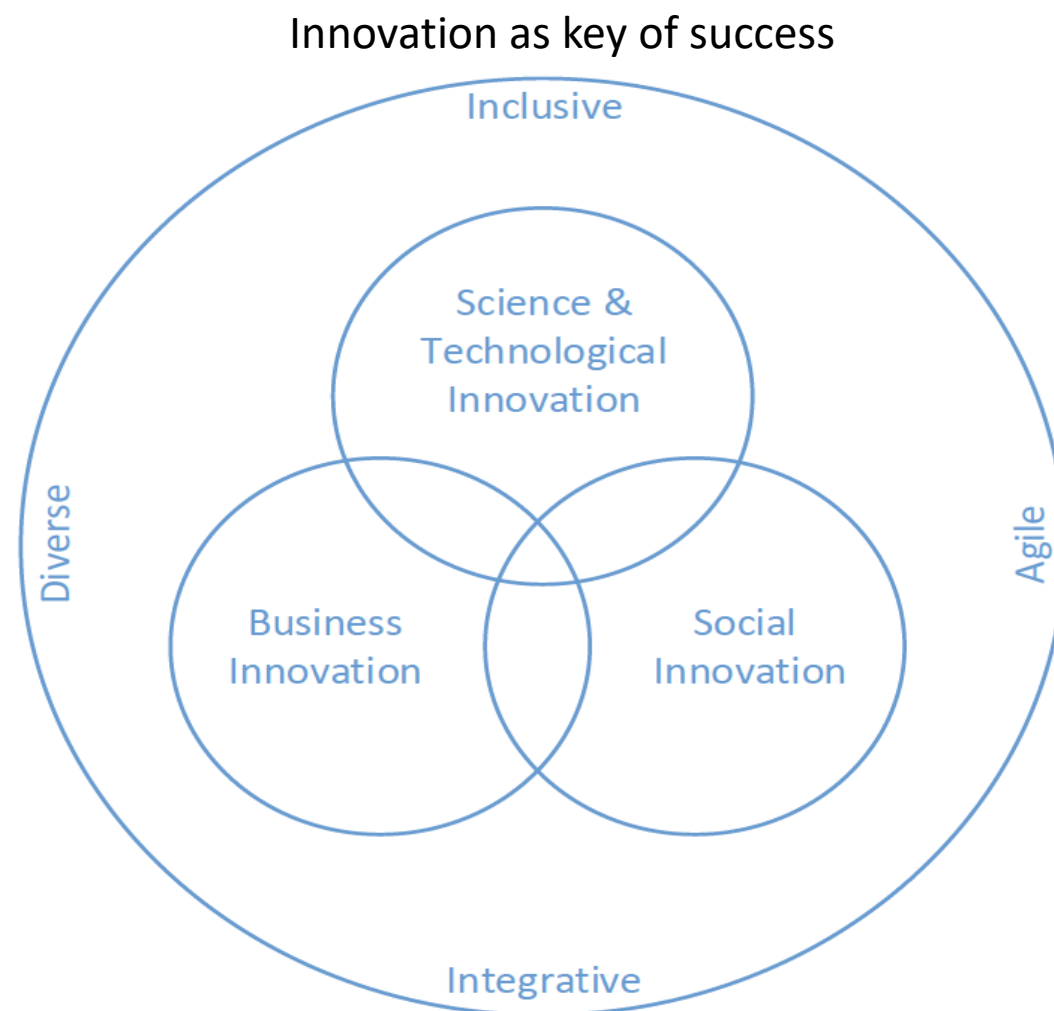 Innovation as key of success
Inclusive
Science &
Technological
Innovation
Diverse
Agile
Business
Innovation
Social
Innovation
Integrative